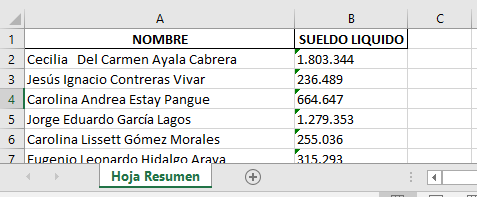 A B C
1 NOMBRE SUELDO LIQUIDO
2 Cecilia  Del Carmen Ayala Cabrera 1.803.344
3 Jesús Ignacio Contreras Vivar 236.489
4 Carolina Andrea Estay Pangue 664.647
5 Jorge Eduardo García Lagos 1.279.353
6 Carolina Lissett Gómez Morales 255.036
7 Eugenio Leonardo Hidalgo Araya 315.293
Hoja Resumen